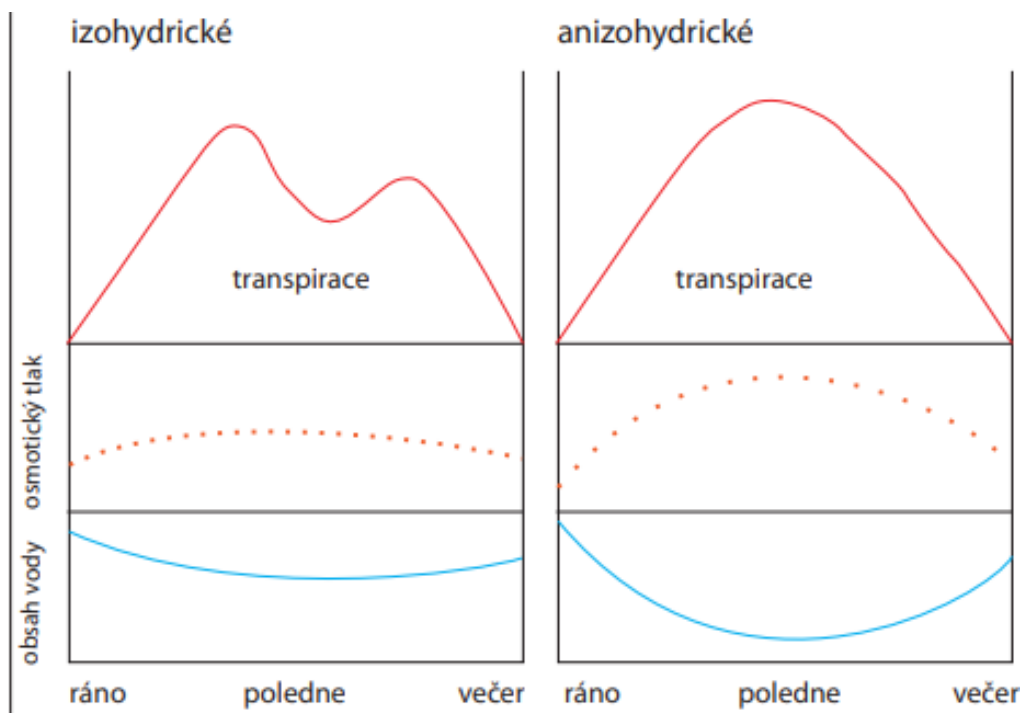 izohydrické
anizohydrické
transpirace
transpirace
osmotický tlak
obsah vody
ráno poledne večer
ráno poledne večer